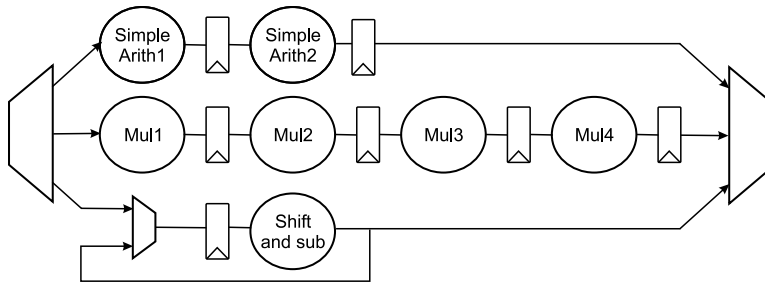 Simple
Arith1
Simple
Arith2
Mul1
Mul2
Mul3
Mul4
Shift
and sub